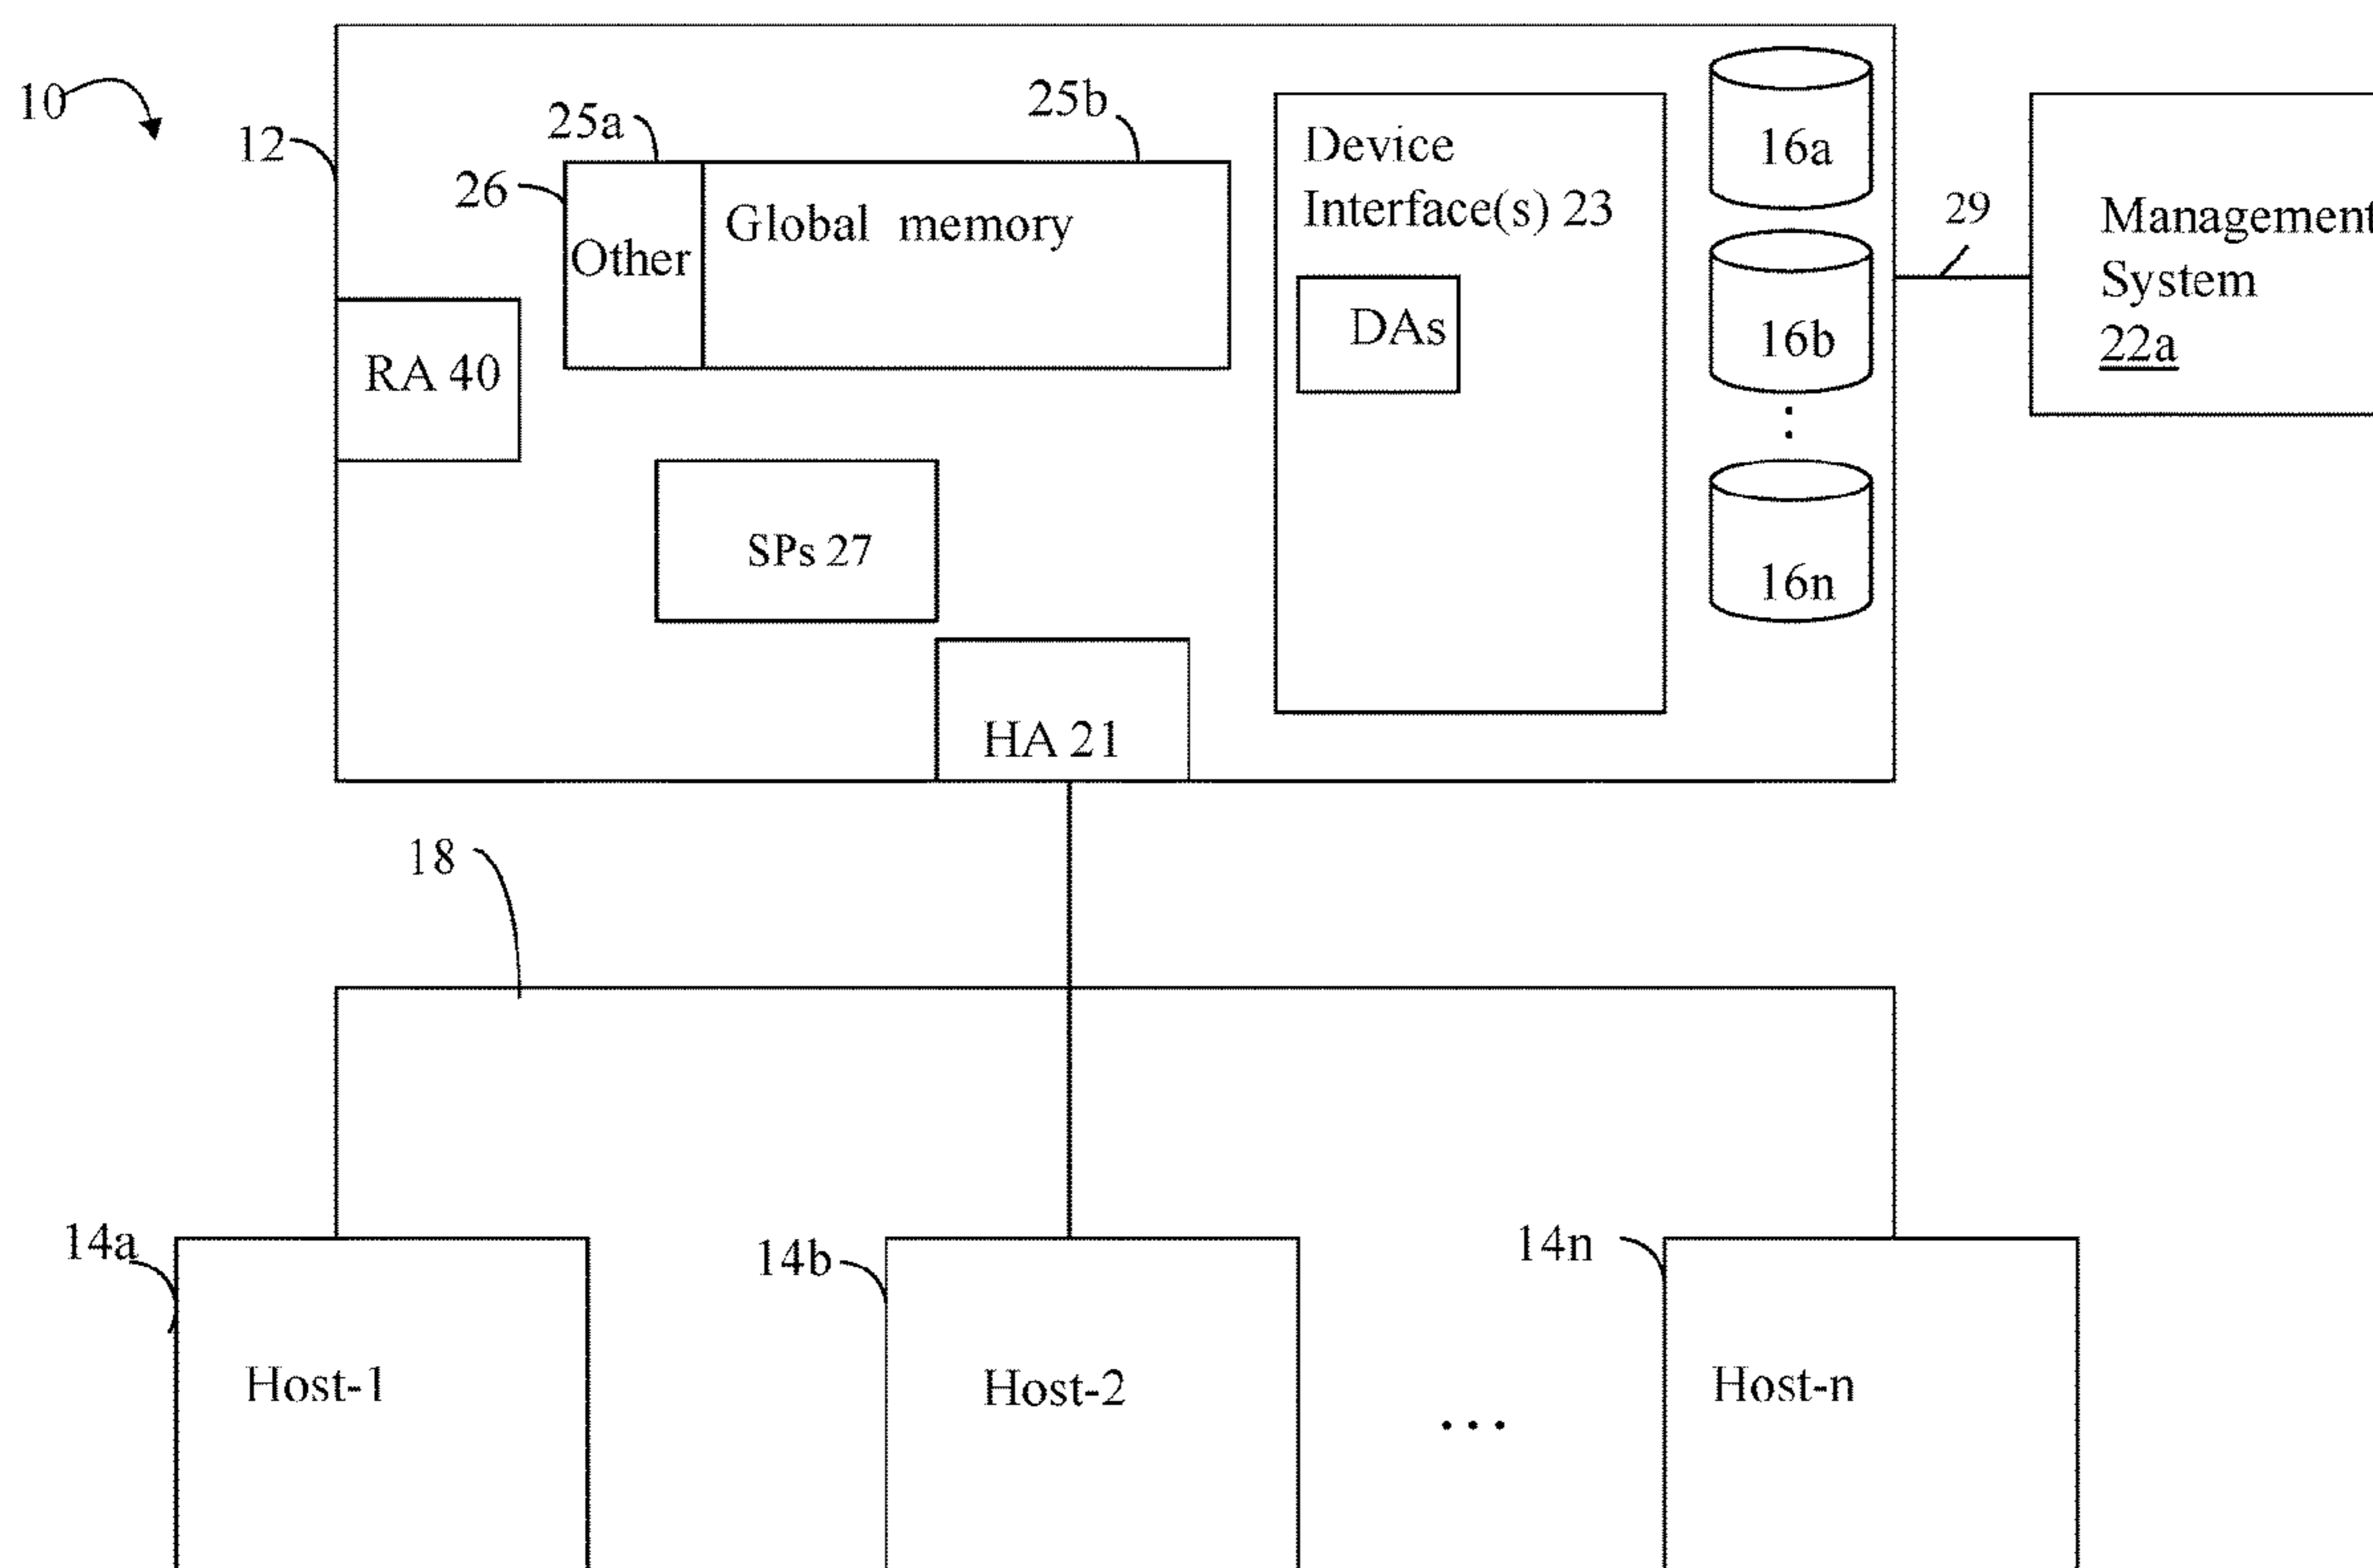 10
12
25a
25b
26
Other
Global memory
Device
Interface(s) 23
DAs
16a
16b
:
16n
29
Management
System
22a
RA 40
SPs 27
HA 21
18
14a
14b
14n
Host-1
Host-2
...
Host-n